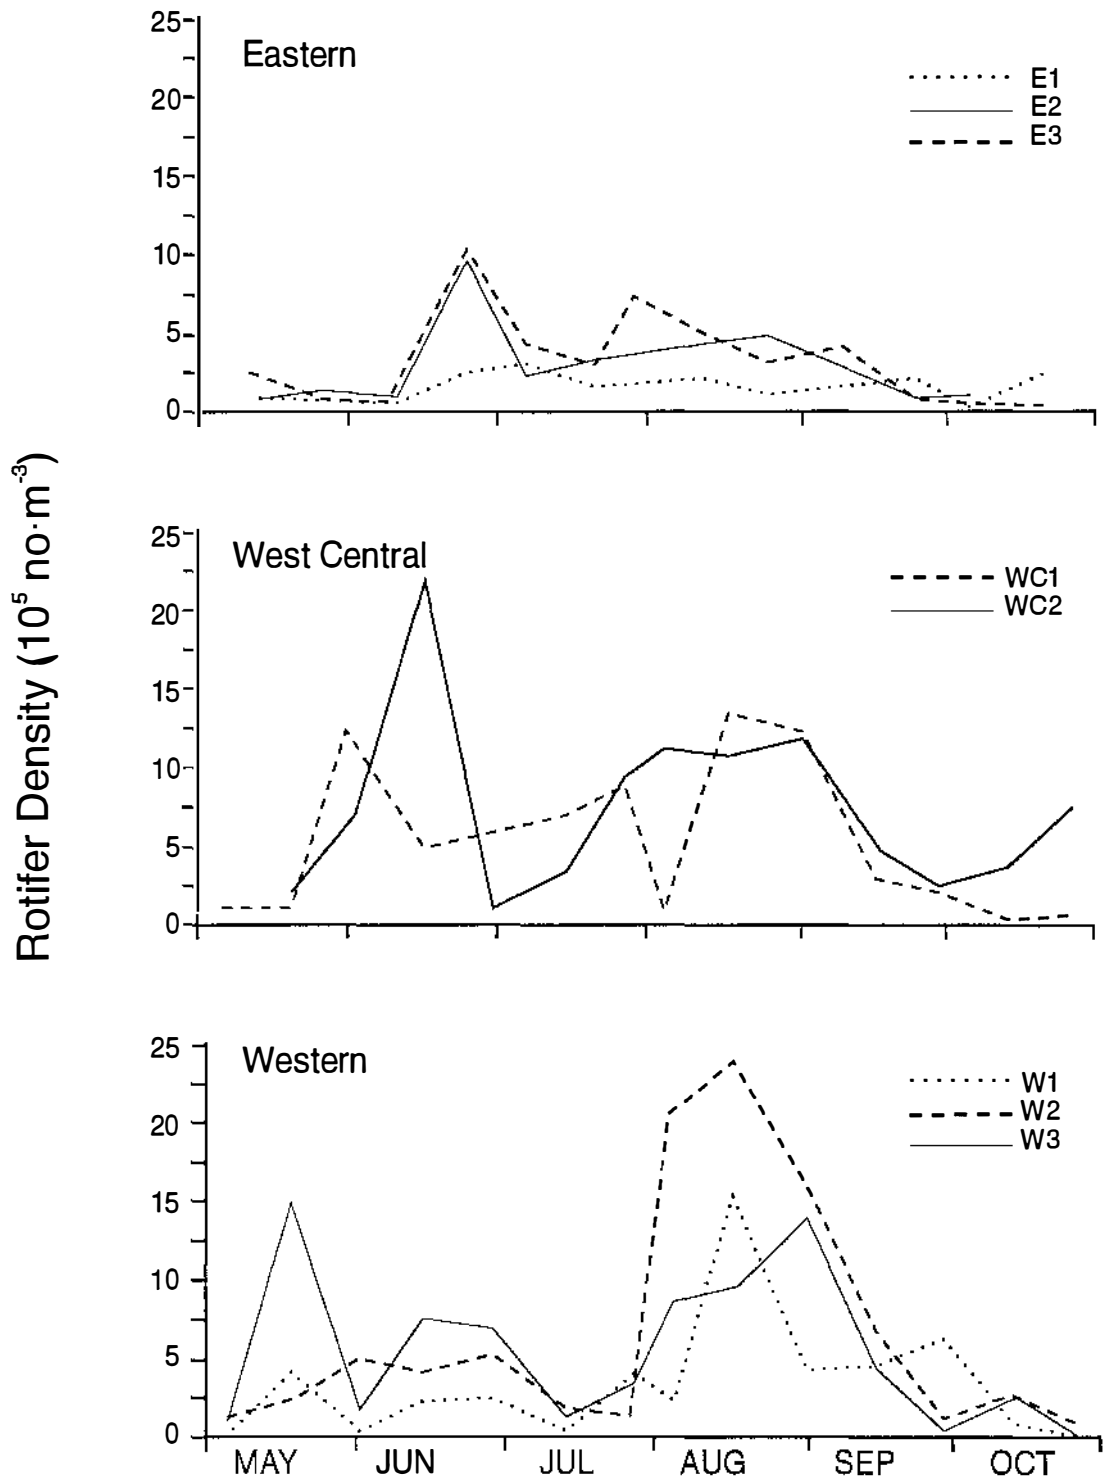 Rotifer Density (10⁵ no·m⁻³)
Eastern
25
20
15
10
5
0
E1
E2
E3
West Central
25
20
15
10
5
0
WC1
WC2
Western
25
20
15
10
5
0
W1
W2
W3
MAY JUN JUL AUG SEP OCT